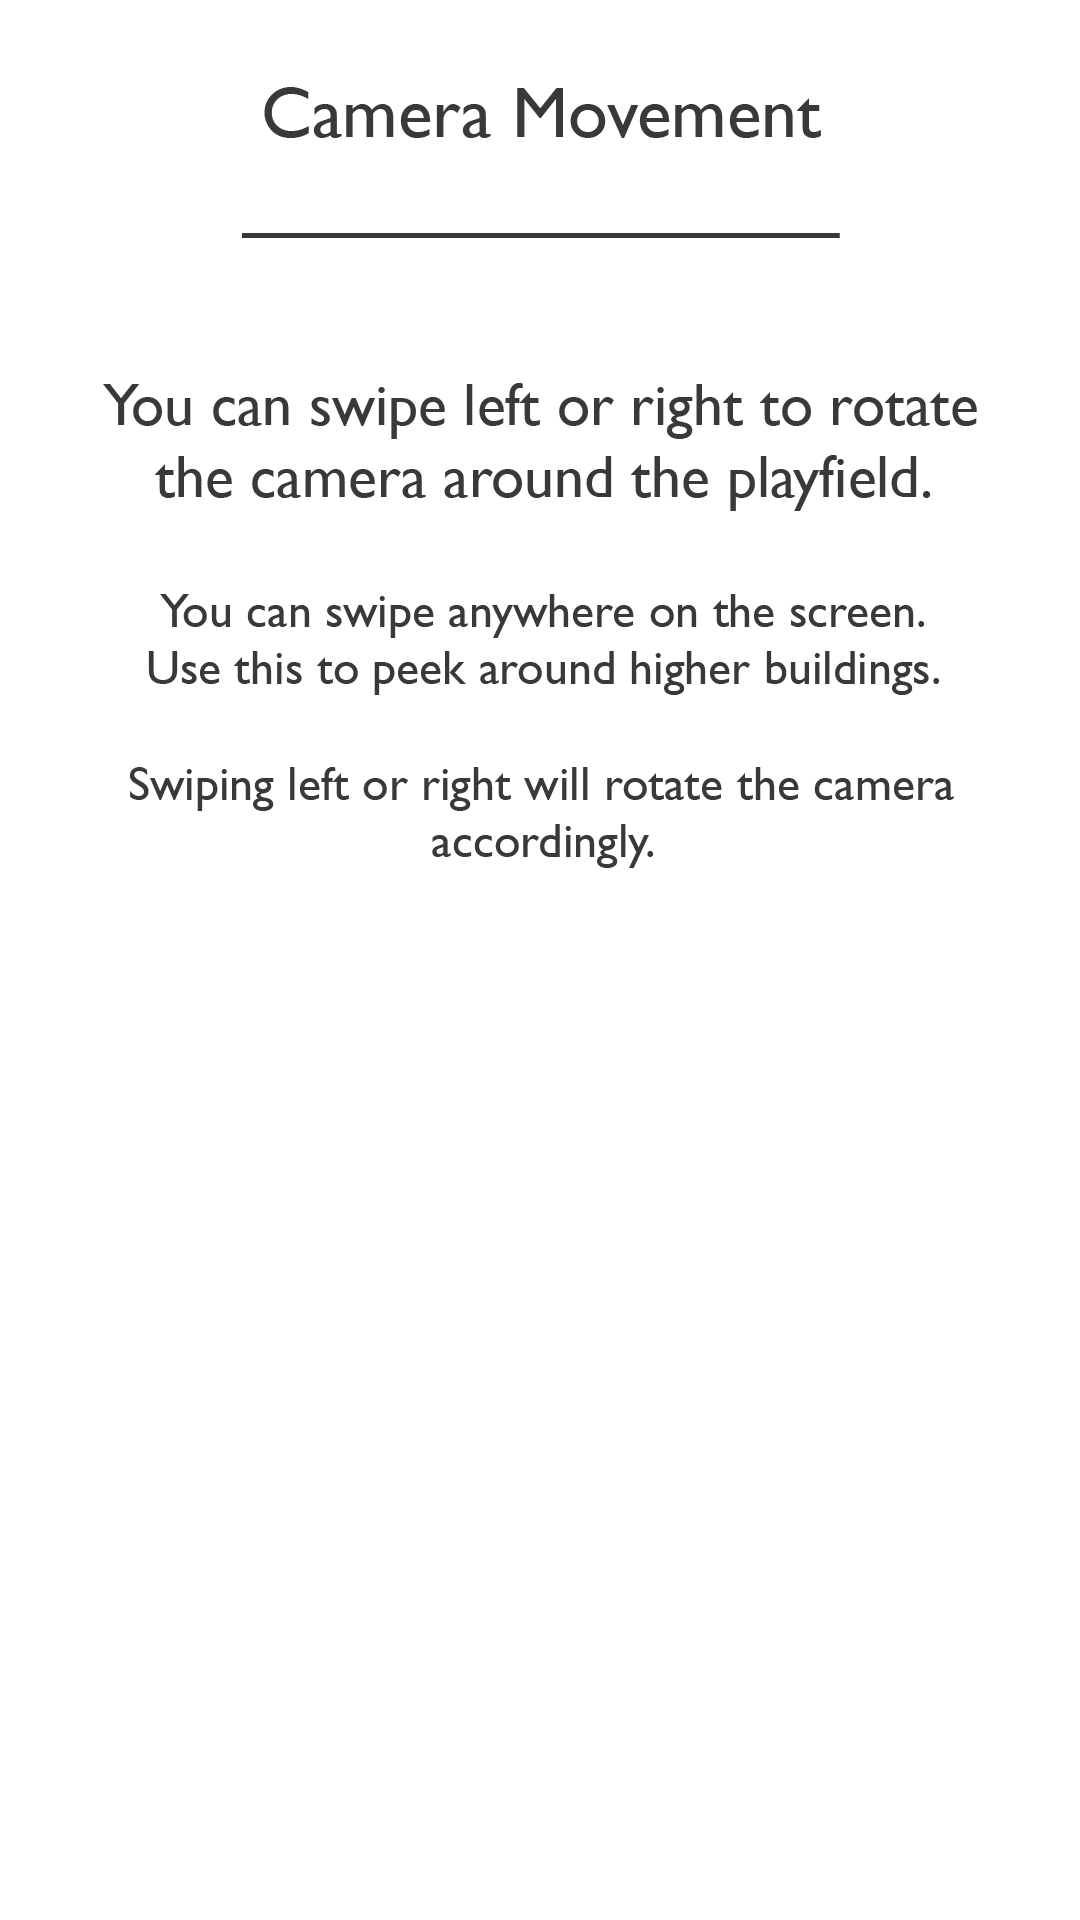 Camera Movement
You can swipe left or right to rotate
the camera around the playfield.
You can swipe anywhere on the screen.
Use this to peek around higher buildings.
Swiping left or right will rotate the camera
accordingly.